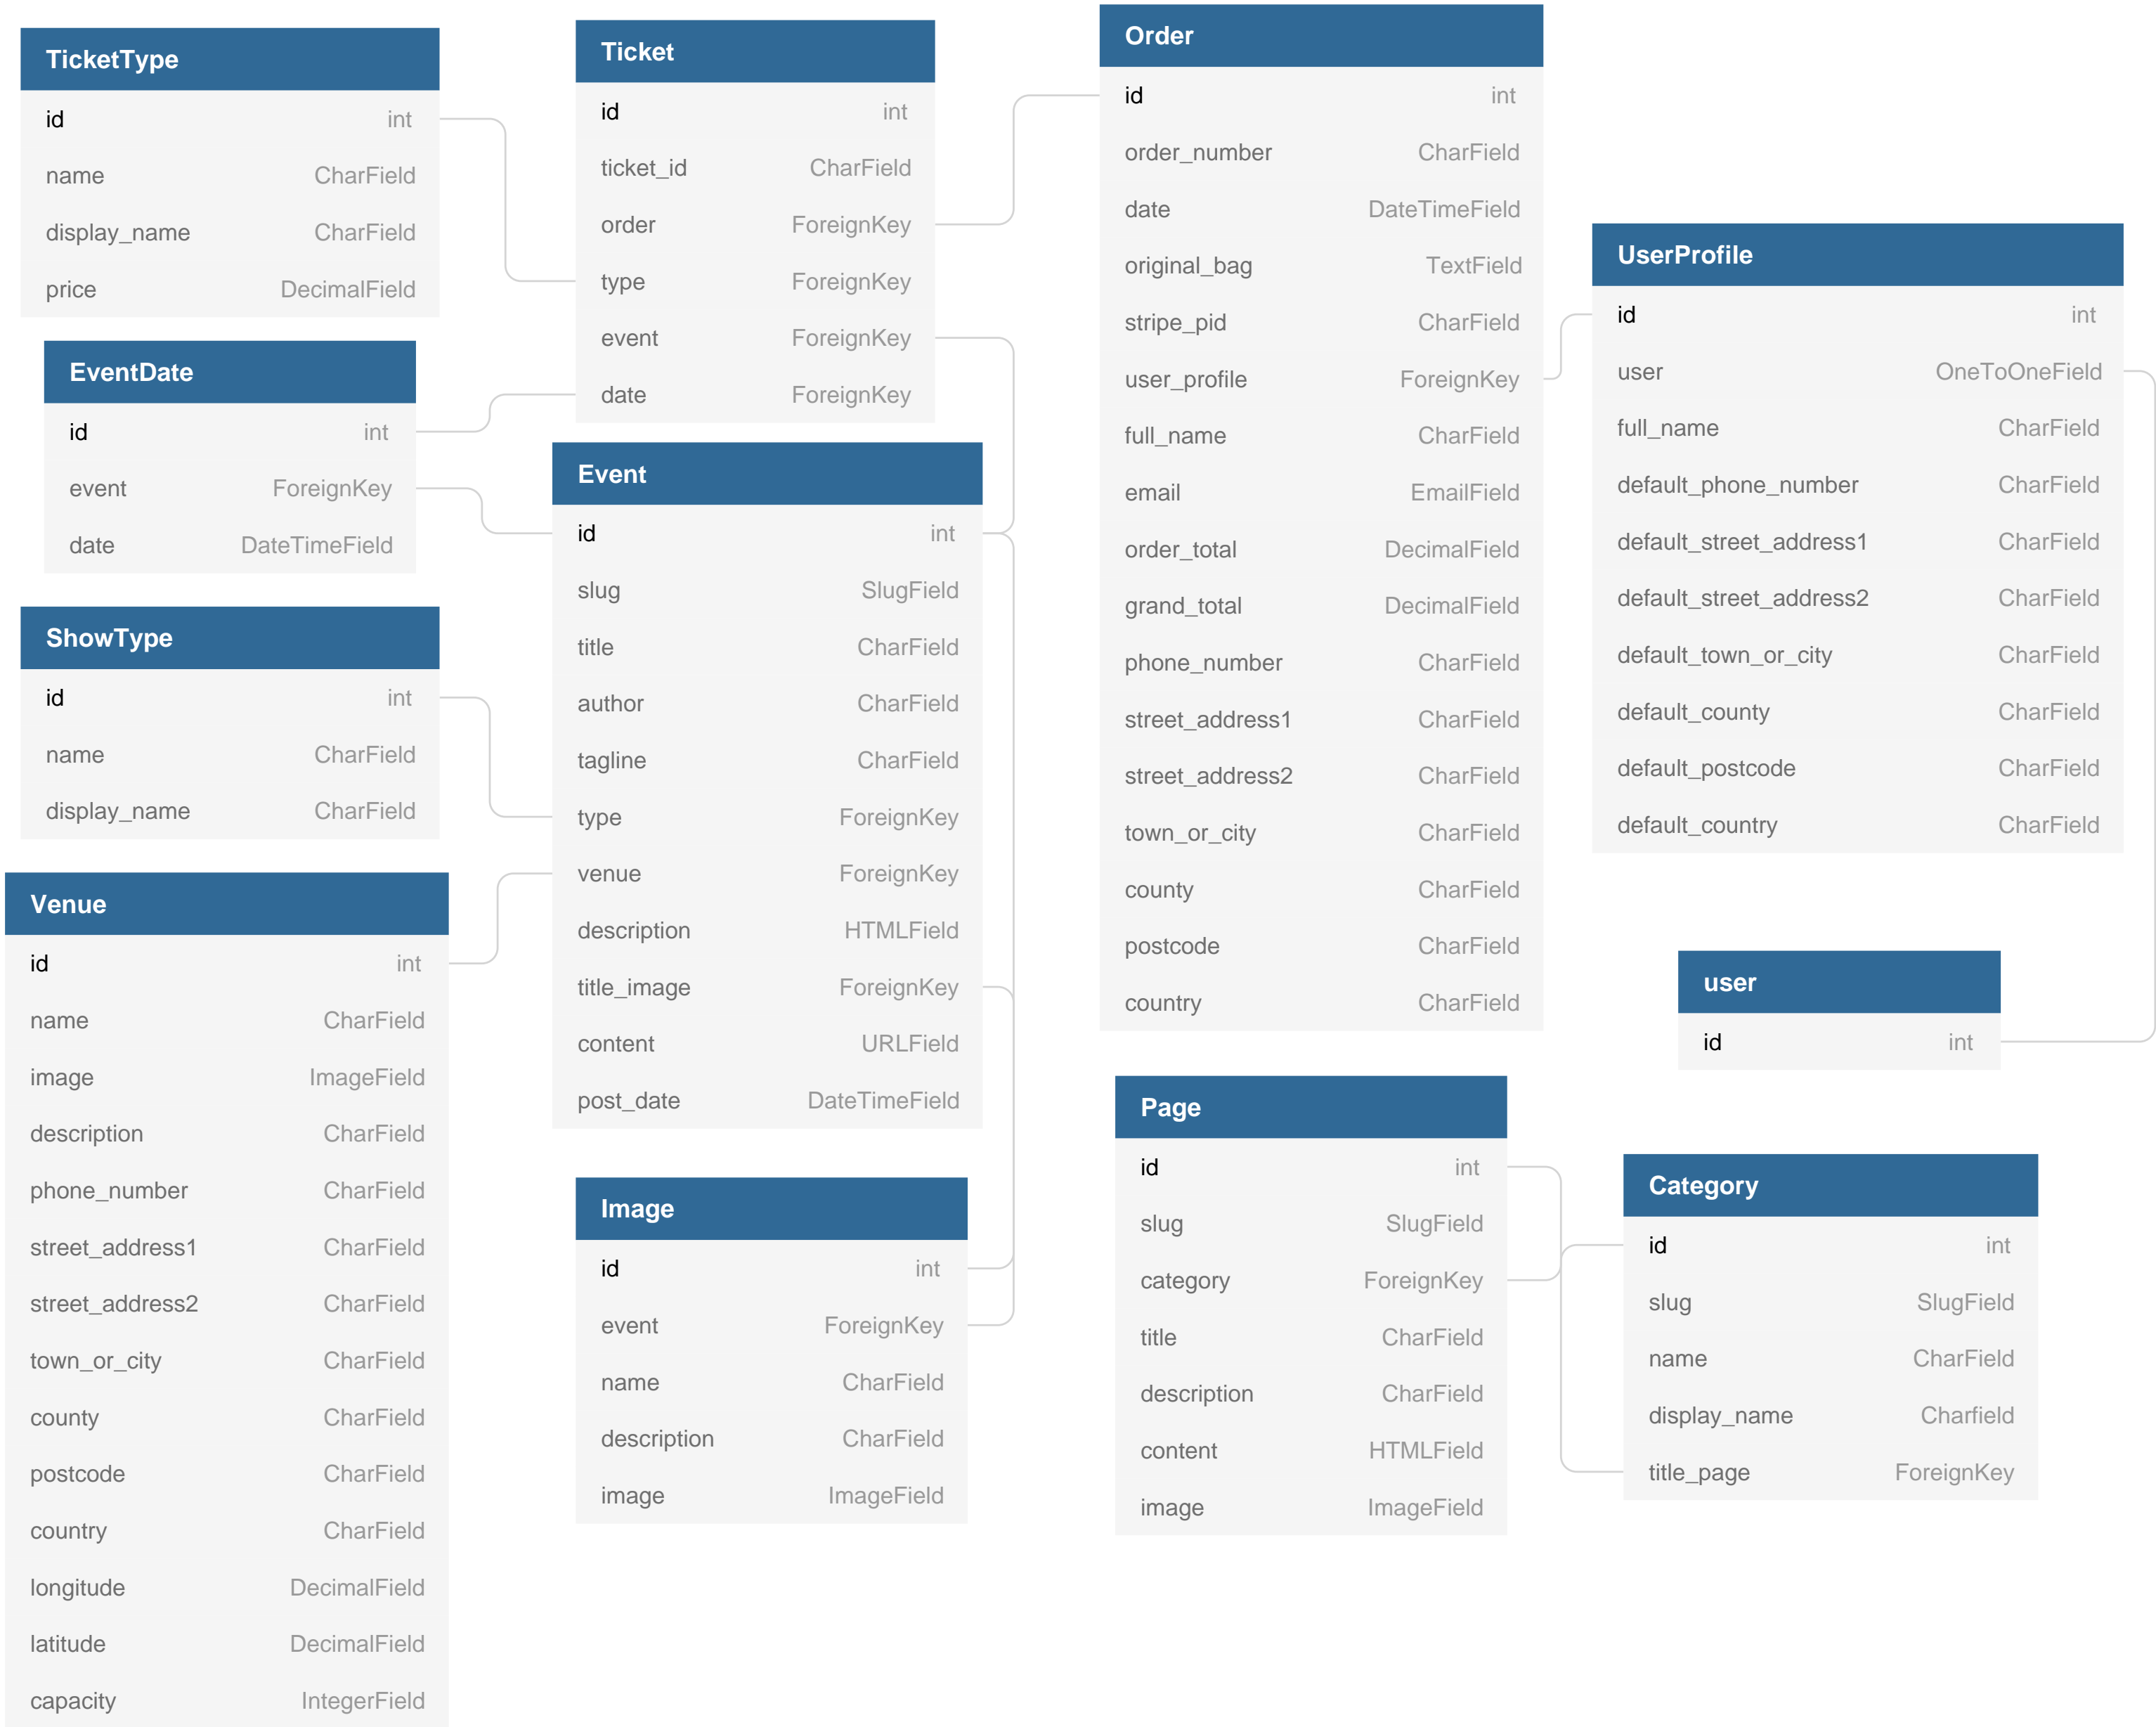 TicketType
id int
name CharField
display_name CharField
price DecimalField
EventDate
id int
event ForeignKey
date DateTimeField
ShowType
id int
name CharField
display_name CharField
Venue
id int
name CharField
image ImageField
description CharField
phone_number CharField
street_address1 CharField
street_address2 CharField
town_or_city CharField
county CharField
postcode CharField
country CharField
longitude DecimalField
latitude DecimalField
capacity IntegerField
Ticket
id int
ticket_id CharField
order ForeignKey
type ForeignKey
event ForeignKey
date ForeignKey
Event
id int
slug SlugField
title CharField
author CharField
tagline CharField
type ForeignKey
venue ForeignKey
description HTMLField
title_image ForeignKey
content URLField
post_date DateTimeField
Image
id int
event ForeignKey
name CharField
description CharField
image ImageField
Order
id int
order_number CharField
date DateTimeField
original_bag TextField
stripe_pid CharField
user_profile ForeignKey
full_name CharField
email EmailField
order_total DecimalField
grand_total DecimalField
phone_number CharField
street_address1 CharField
street_address2 CharField
town_or_city CharField
county CharField
postcode CharField
country CharField
Page
id int
slug SlugField
category ForeignKey
title CharField
description CharField
content HTMLField
image ImageField
UserProfile
id int
user OneToOneField
full_name CharField
default_phone_number CharField
default_street_address1 CharField
default_street_address2 CharField
default_town_or_city CharField
default_county CharField
default_postcode CharField
default_country CharField
user
id int
Category
id int
slug SlugField
name CharField
display_name Charfield
title_page ForeignKey